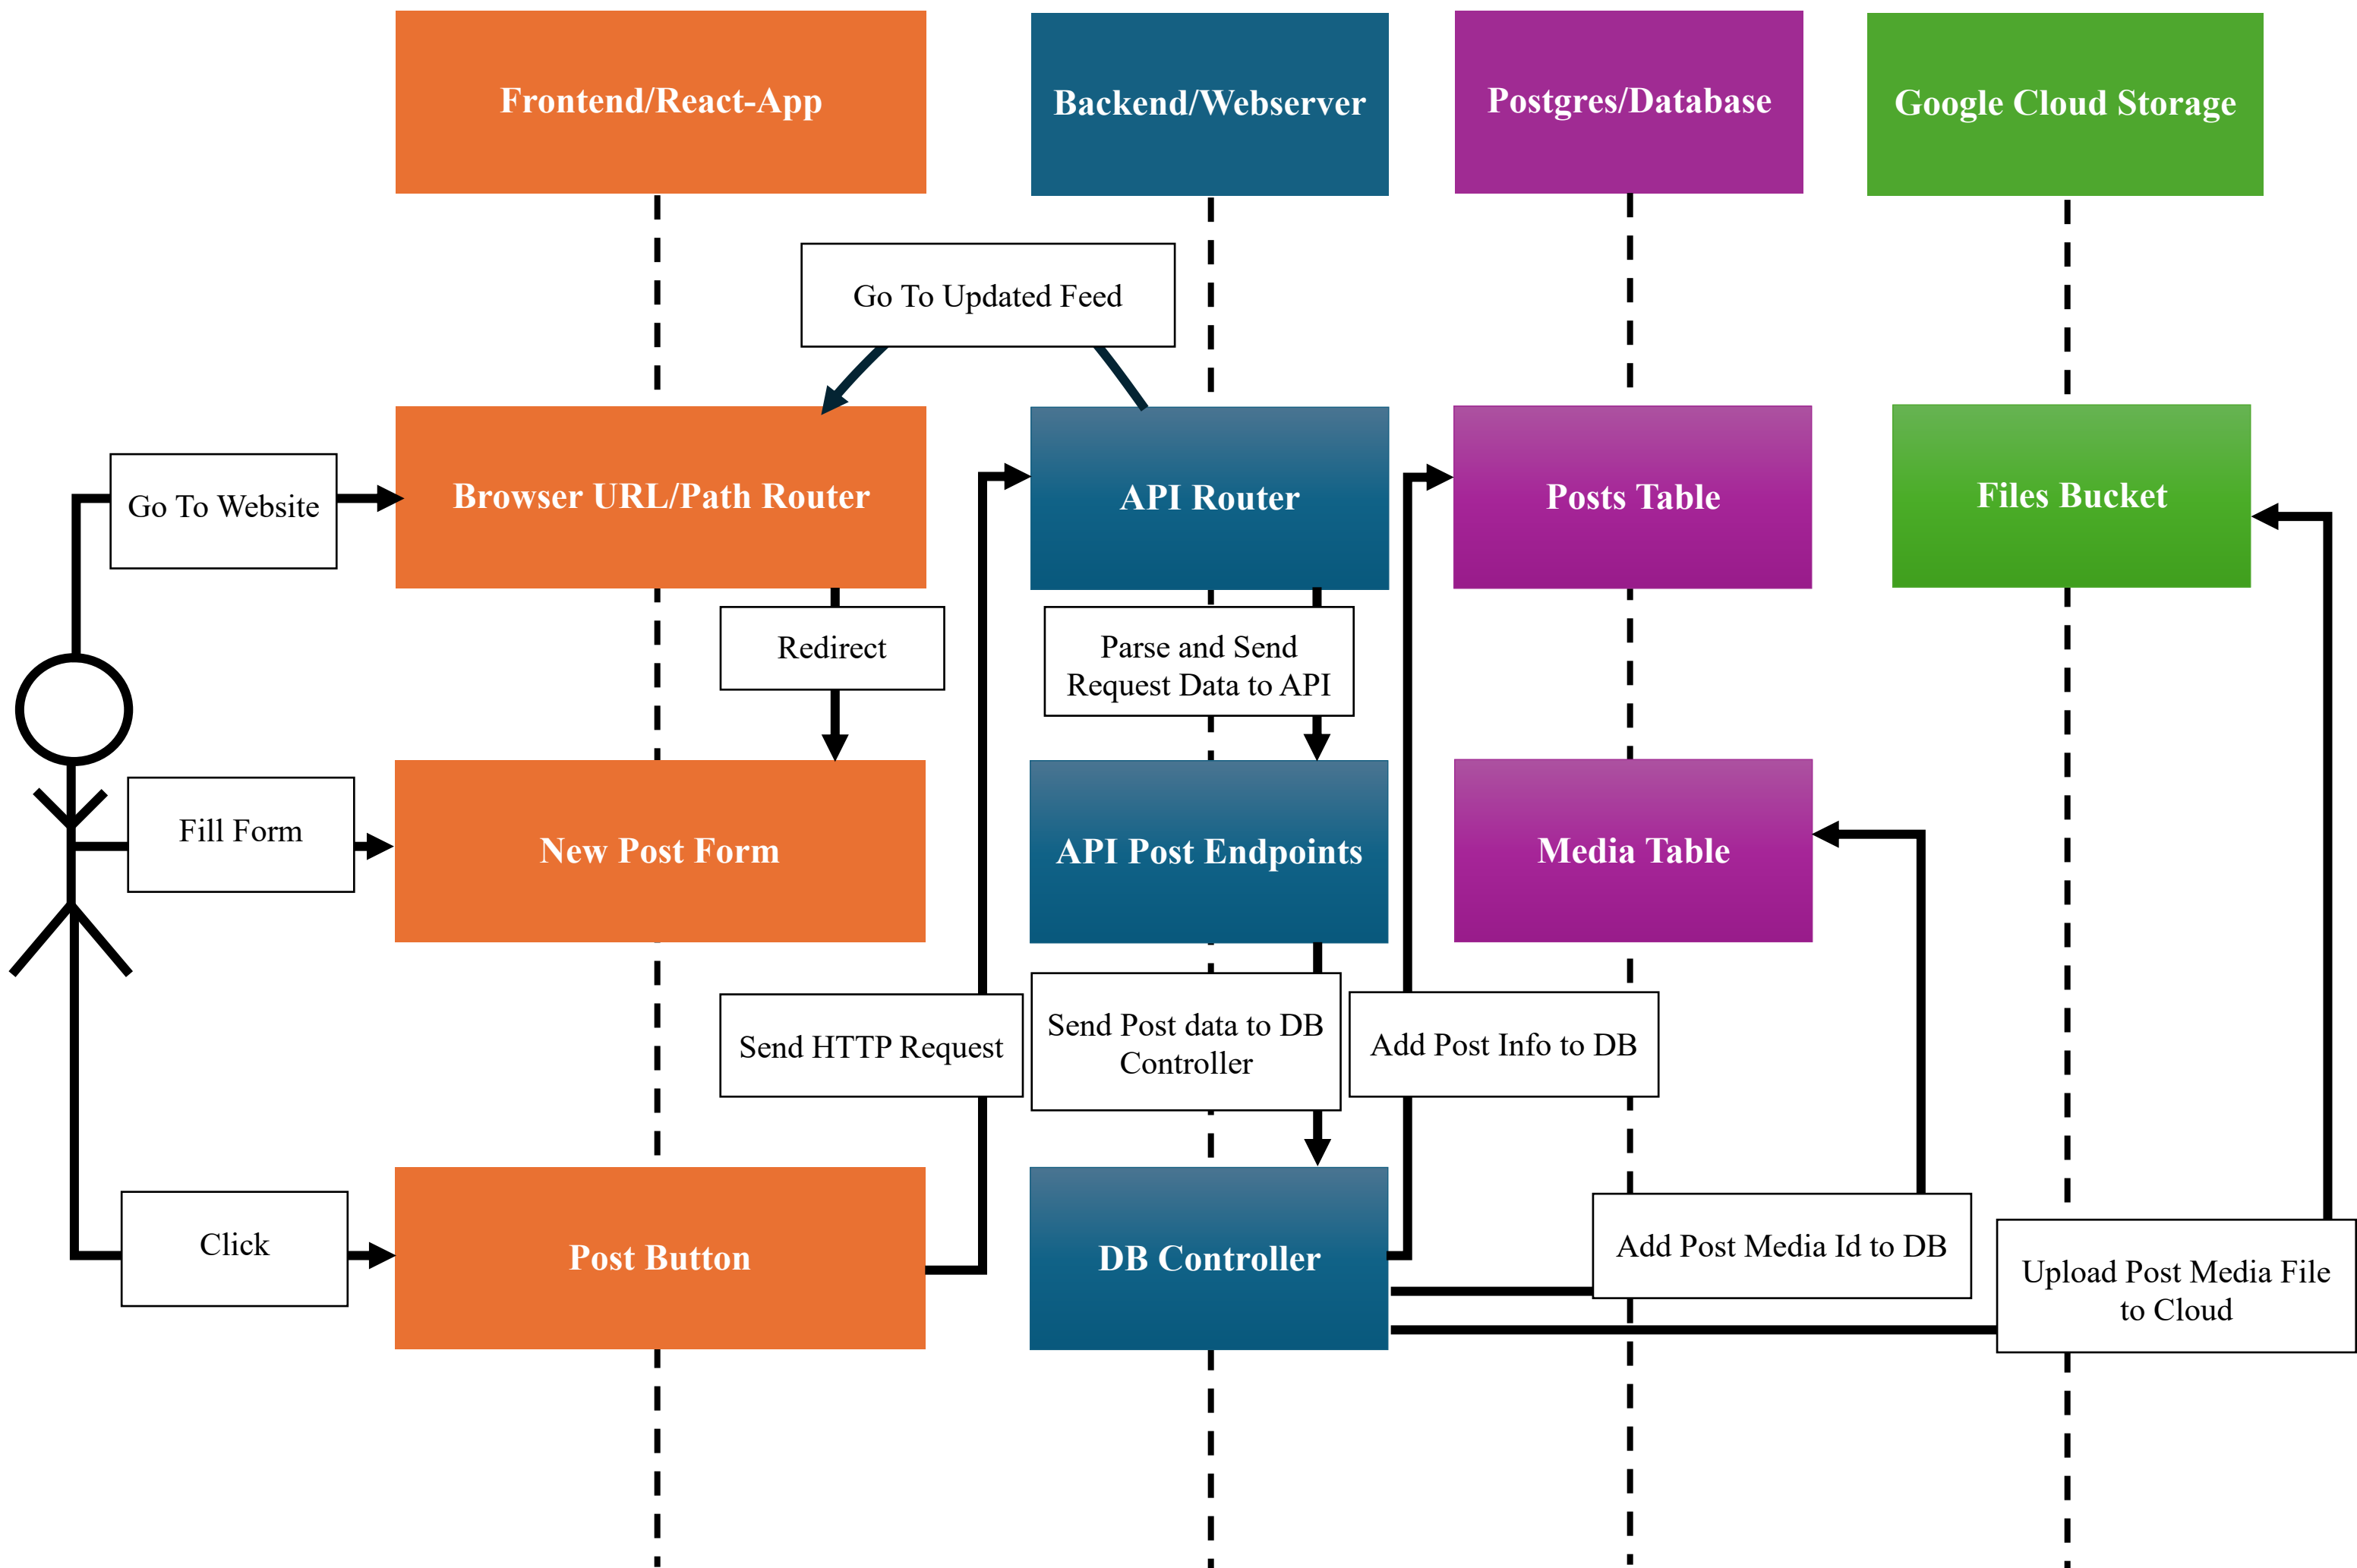 Frontend/React-App
Backend/Webserver
Postgres/Database
Google Cloud Storage
Go To Updated Feed
Go To Website
Browser URL/Path Router
API Router
Posts Table
Files Bucket
Redirect
Parse and Send
Request Data to API
Fill Form
New Post Form
API Post Endpoints
Media Table
Send HTTP Request
Send Post data to DB
Controller
Add Post Info to DB
Click
Post Button
DB Controller
Add Post Media Id to DB
Upload Post Media File
to Cloud